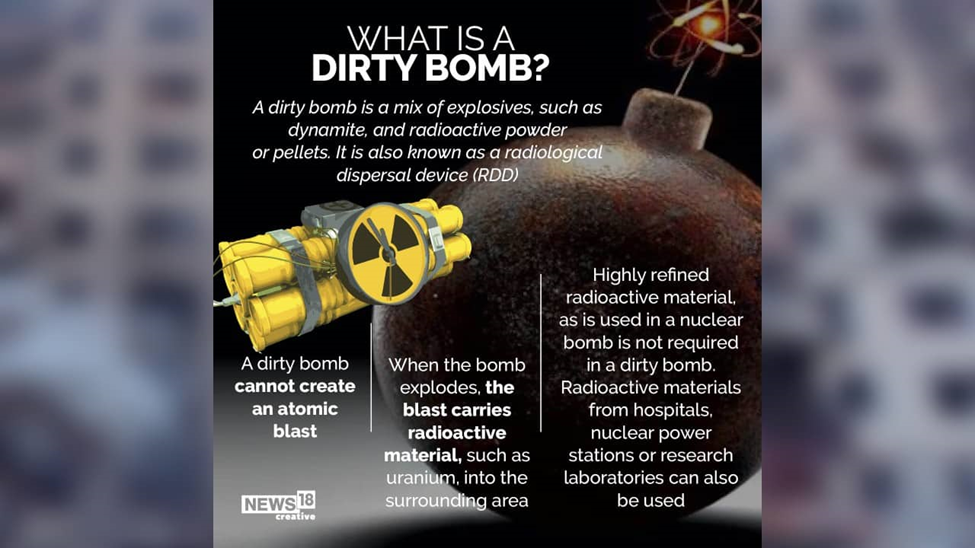 WHAT IS A
DIRTY BOMB?
A dirty bomb is a mix of explosives, such as
dynamite, and radioactive powder
or pellets. It is also known as a radiological
dispersal device (RDD)
A dirty bomb
cannot create
an atomic
blast
When the bomb
explodes, the
blast carries
radioactive
material, such as
uranium, into the
surrounding area
Highly refined
radioactive material,
as is used in a nuclear
bomb is not required
in a dirty bomb.
Radioactive materials
from hospitals,
nuclear power
stations or research
laboratories can also
be used
NEWS18
creative